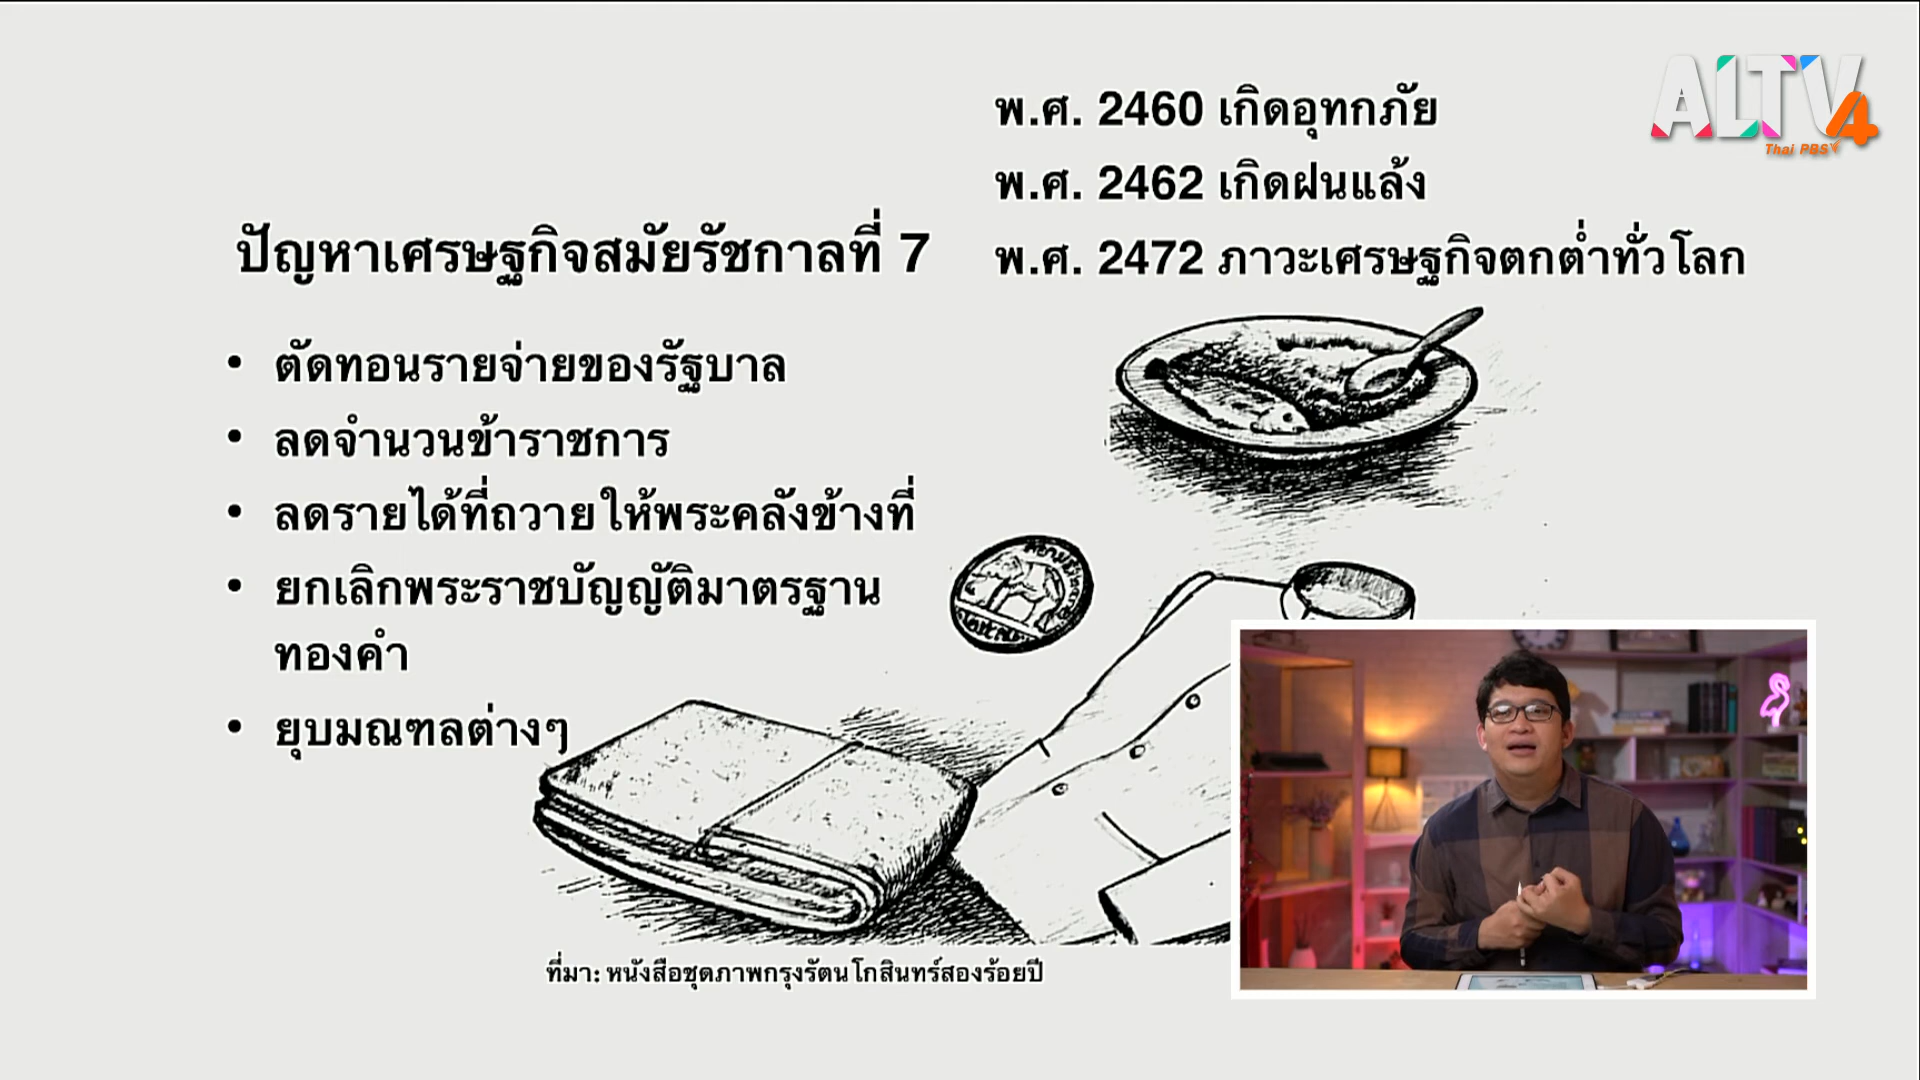 ALTV4
Thai PBS
พ.ศ. 2460 เกิดอุทกภัย
พ.ศ. 2462 เกิดฝนแล้ง
พ.ศ. 2472 ภาวะเศรษฐกิจตกต่ำทั่วโลก
ปัญหาเศรษฐกิจสมัยรัชกาลที่ 7
• ตัดทอนรายจ่ายของรัฐบาล
• ลดจำนวนข้าราชการ
• ลดรายได้ที่ถวายให้พระคลังข้างที่
• ยกเลิกพระราชบัญญัติมาตรฐาน
ทองคำ
• ยุบมณฑลต่างๆ
ที่มา: หนังสือชุดภาพกรุงรัตนโกสินทร์สองร้อยปี